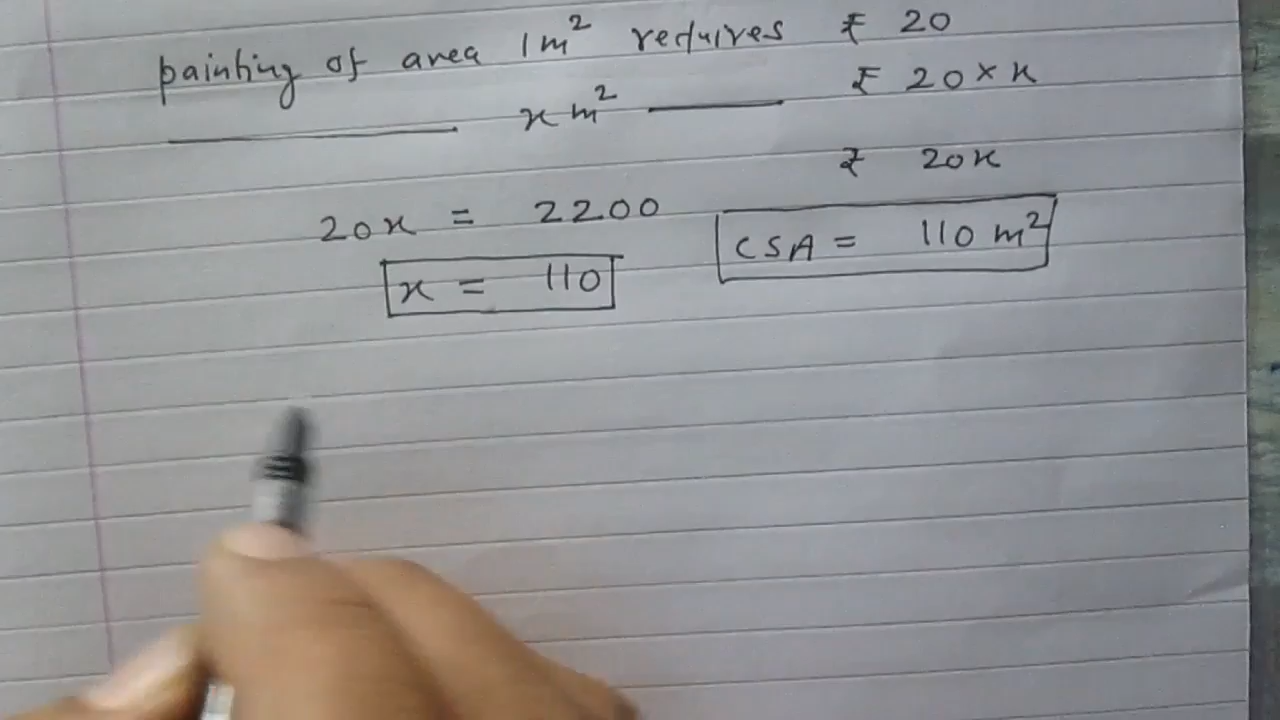 painting of area 1m² requires ₹ 20
x m² ₹ 20 × x
₹ 20x
20x = 2200
CSA = 110 m²
x = 110